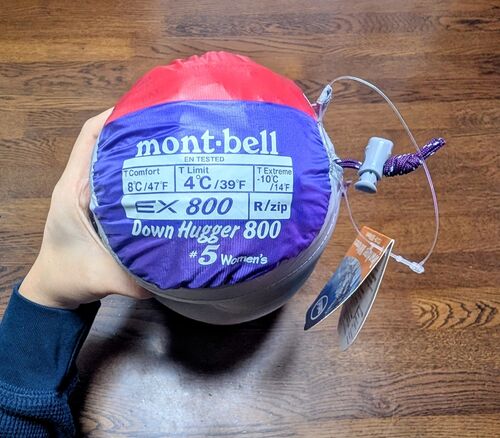 mont-bell
EN TESTED
T Comfort T Limit T Extreme
8°C/47°F 4°C/39°F -10°C/14°F
EX 800 R/zip
Down Hugger 800
#5 Women's